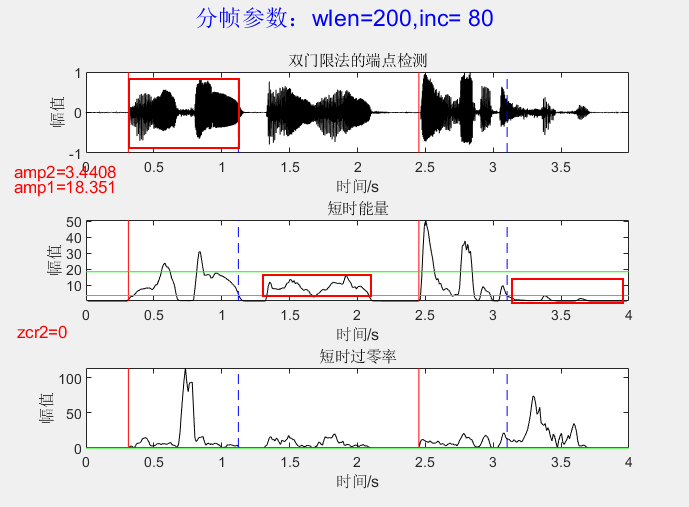 分帧参数：wlen=200,inc= 80
双门限法的端点检测
幅值
1
0
-1
0 0.5 1 1.5 2 2.5 3 3.5 4
时间/s
amp2=3.4408
amp1=18.351
短时能量
幅值
50
40
30
20
10
0 0.5 1 1.5 2 2.5 3 3.5 4
时间/s
zcr2=0
短时过零率
幅值
100
50
0
0 0.5 1 1.5 2 2.5 3 3.5 4
时间/s